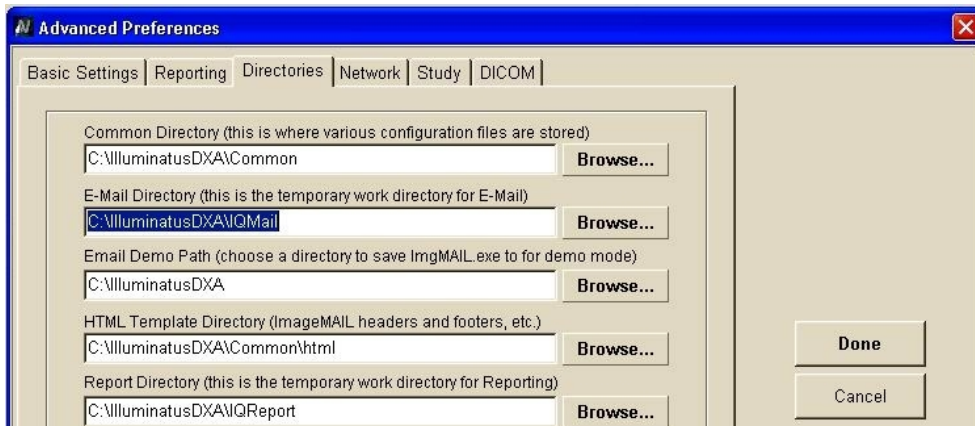 Advanced Preferences
Basic Settings Reporting Directories Network Study DICOM
Common Directory (this is where various configuration files are stored)
C:\IlluminatusDXA\Common Browse...
E-Mail Directory (this is the temporary work directory for E-Mail)
C:\IlluminatusDXA\IQMail Browse...
Email Demo Path (choose a directory to save ImgMAIL.exe to for demo mode)
C:\IlluminatusDXA Browse...
HTML Template Directory (ImageMAIL headers and footers, etc.)
C:\IlluminatusDXA\Common\html Browse...
Done
Report Directory (this is the temporary work directory for Reporting)
C:\IlluminatusDXA\IQReport Browse...
Cancel